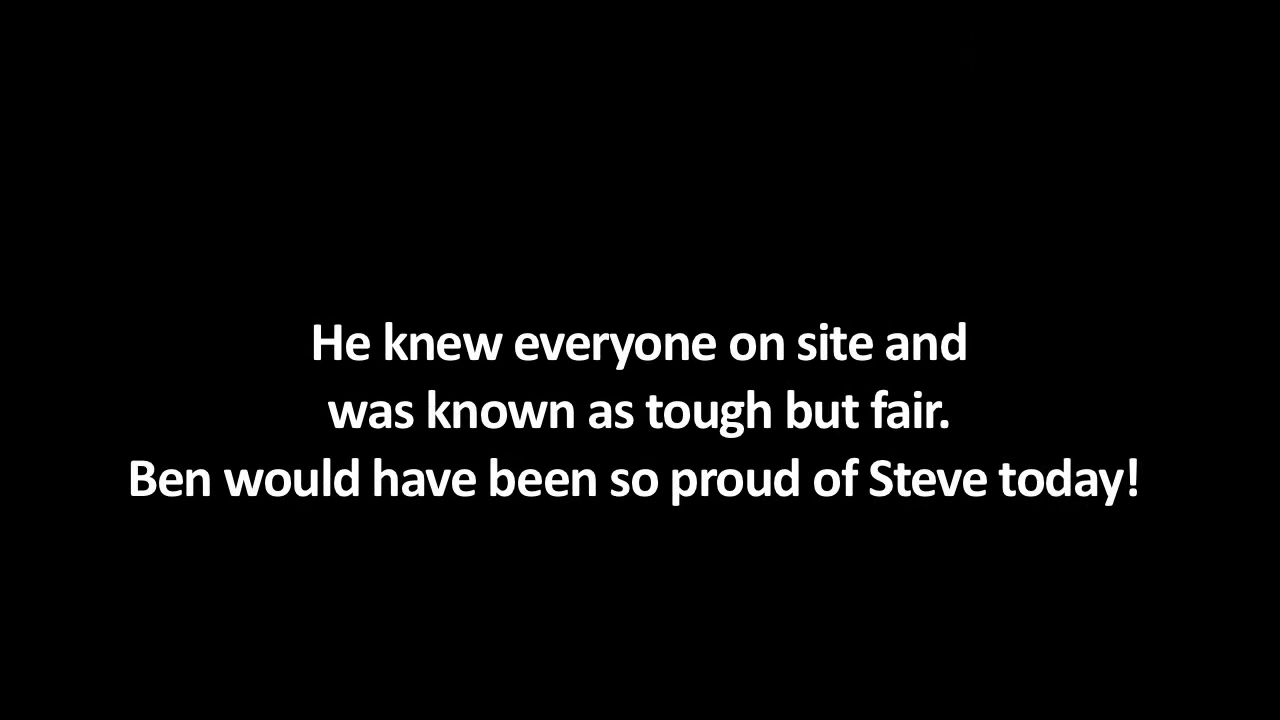 He knew everyone on site and
was known as tough but fair.
Ben would have been so proud of Steve today!